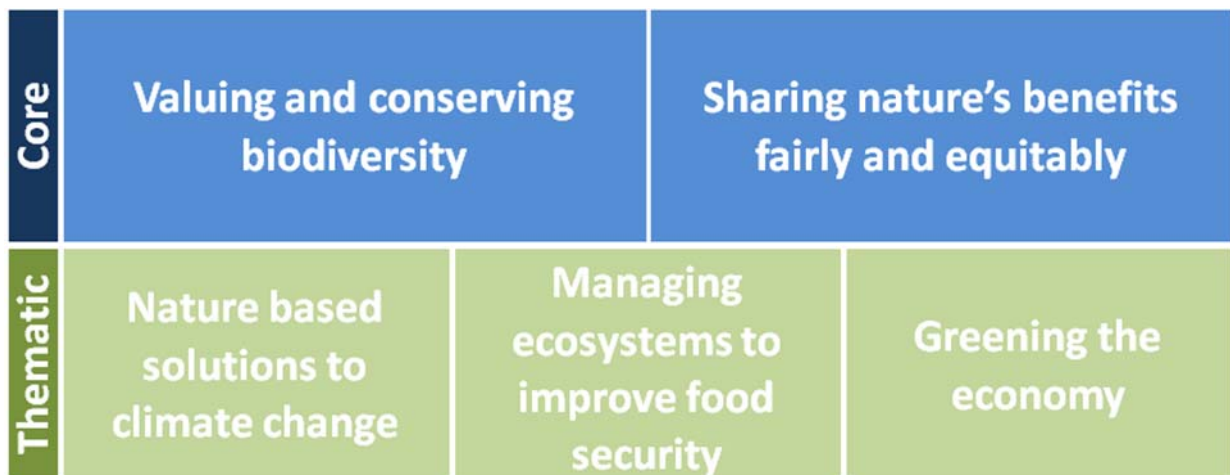 Core
Valuing and conserving
biodiversity
Sharing nature’s benefits
fairly and equitably
Thematic
Nature based
solutions to
climate change
Managing
ecosystems to
improve food
security
Greening the
economy